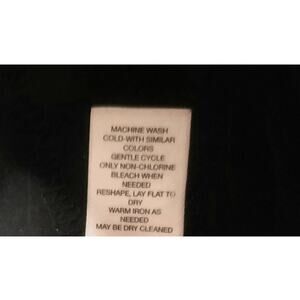 MACHINE WASH
COLD-WITH SIMILAR
COLORS
GENTLE CYCLE
ONLY NON-CHLORINE
BLEACH WHEN
NEEDED
RESHAPE, LAY FLAT TO
DRY
WARM IRON AS
NEEDED
MAY BE DRY CLEANED